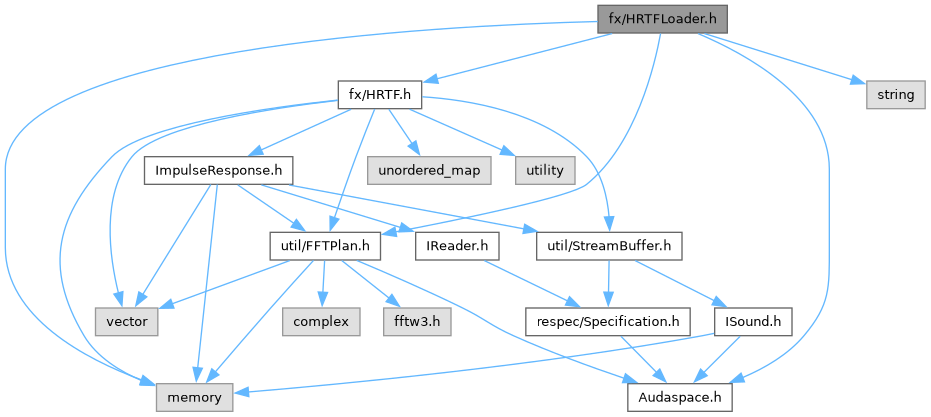 fx/HRTFLoader.h
fx/HRTF.h
string
ImpulseResponse.h
unordered_map
utility
util/FFTPlan.h
IReader.h
util/StreamBuffer.h
vector
complex
fftw3.h
respec/Specification.h
ISound.h
memory
Audaspace.h